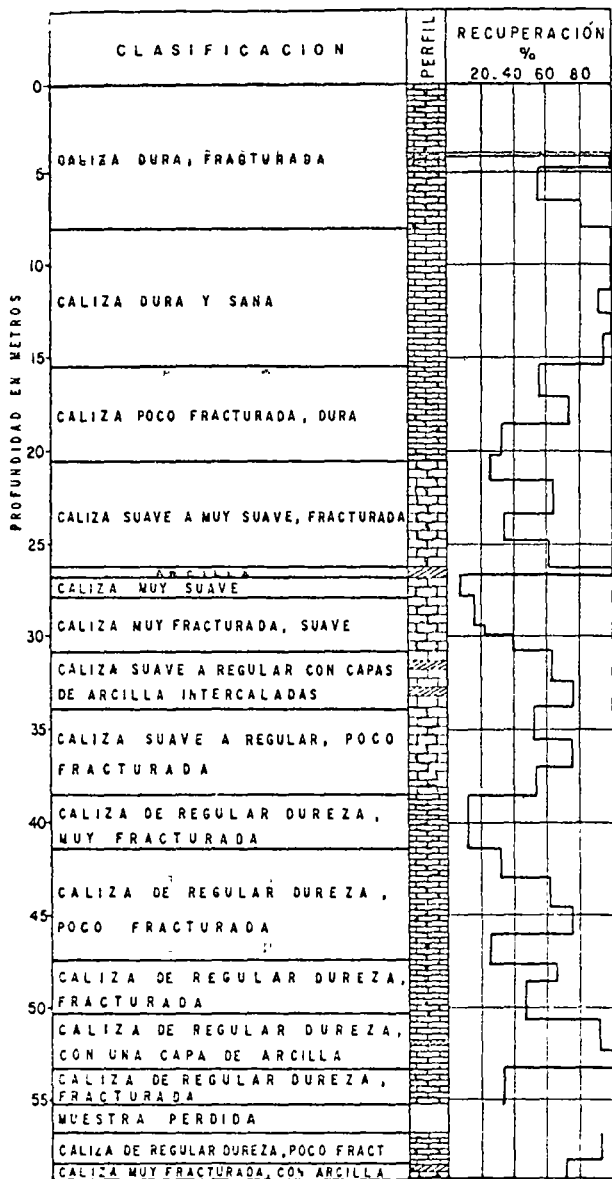 CLASIFICACION
PERFIL
RECUPERACIÓN
%
20 40 60 80
PROFUNDIDAD EN METROS
0
CALIZA DURA, FRACTURADA
5
10
CALIZA DURA Y SANA
15
CALIZA POCO FRACTURADA, DURA
20
CALIZA SUAVE A MUY SUAVE, FRACTURADA
25
ARCILLA
CALIZA MUY SUAVE
CALIZA MUY FRACTURADA, SUAVE
30
CALIZA SUAVE A REGULAR CON CAPAS
DE ARCILLA INTERCALADAS
35
CALIZA SUAVE A REGULAR, POCO
FRACTURADA
40
CALIZA DE REGULAR DUREZA,
MUY FRACTURADA
CALIZA DE REGULAR DUREZA,
45
POCO FRACTURADA
CALIZA DE REGULAR DUREZA,
FRACTURADA
50
CALIZA DE REGULAR DUREZA,
CON UNA CAPA DE ARCILLA
CALIZA DE REGULAR DUREZA,
FRACTURADA
55
MUESTRA PERDIDA
CALIZA DE REGULAR DUREZA, POCO FRACT
CALIZA MUY FRACTURADA, CON ARCILLA